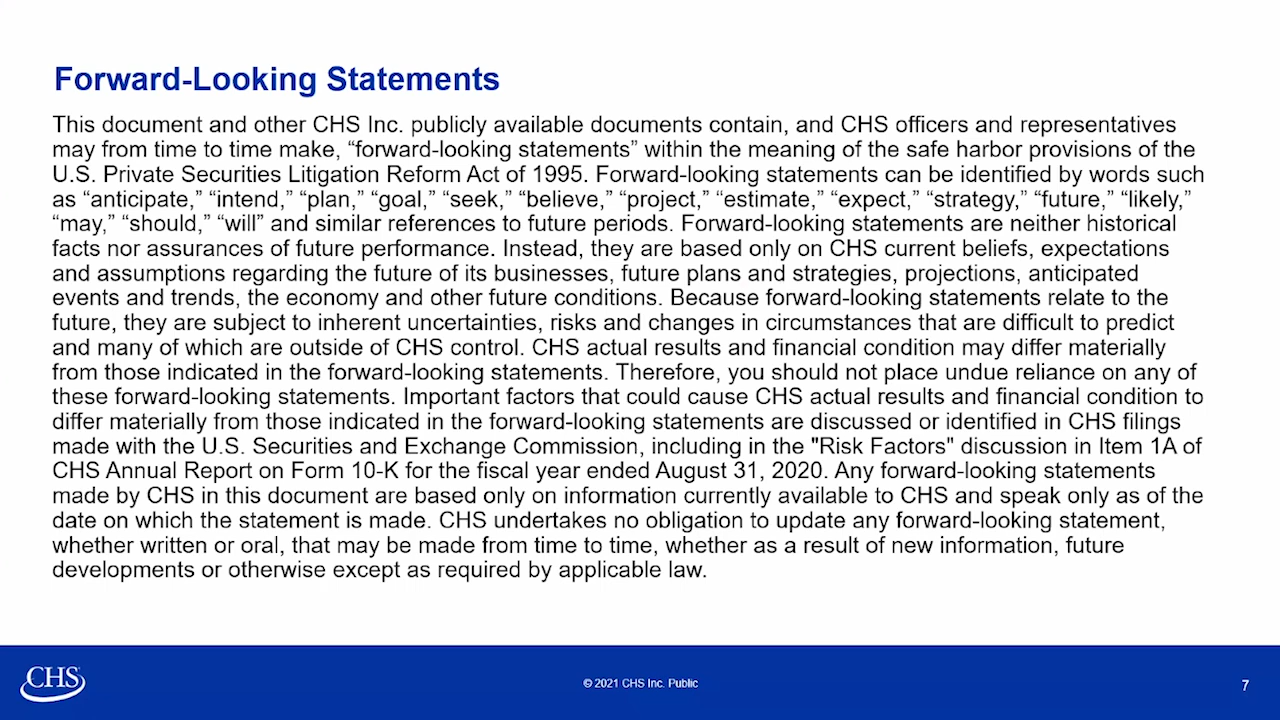 Forward-Looking Statements
This document and other CHS Inc. publicly available documents contain, and CHS officers and representatives
may from time to time make, “forward-looking statements” within the meaning of the safe harbor provisions of the
U.S. Private Securities Litigation Reform Act of 1995. Forward-looking statements can be identified by words such
as “anticipate,” “intend,” “plan,” “goal,” “seek,” “believe,” “project,” “estimate,” “expect,” “strategy,” “future,” “likely,”
“may,” “should,” “will” and similar references to future periods. Forward-looking statements are neither historical
facts nor assurances of future performance. Instead, they are based only on CHS current beliefs, expectations
and assumptions regarding the future of its businesses, future plans and strategies, projections, anticipated
events and trends, the economy and other future conditions. Because forward-looking statements relate to the
future, they are subject to inherent uncertainties, risks and changes in circumstances that are difficult to predict
and many of which are outside of CHS control. CHS actual results and financial condition may differ materially
from those indicated in the forward-looking statements. Therefore, you should not place undue reliance on any of
these forward-looking statements. Important factors that could cause CHS actual results and financial condition to
differ materially from those indicated in the forward-looking statements are discussed or identified in CHS filings
made with the U.S. Securities and Exchange Commission, including in the "Risk Factors" discussion in Item 1A of
CHS Annual Report on Form 10-K for the fiscal year ended August 31, 2020. Any forward-looking statements
made by CHS in this document are based only on information currently available to CHS and speak only as of the
date on which the statement is made. CHS undertakes no obligation to update any forward-looking statement,
whether written or oral, that may be made from time to time, whether as a result of new information, future
developments or otherwise except as required by applicable law.
CHS
© 2021 CHS Inc. Public
7